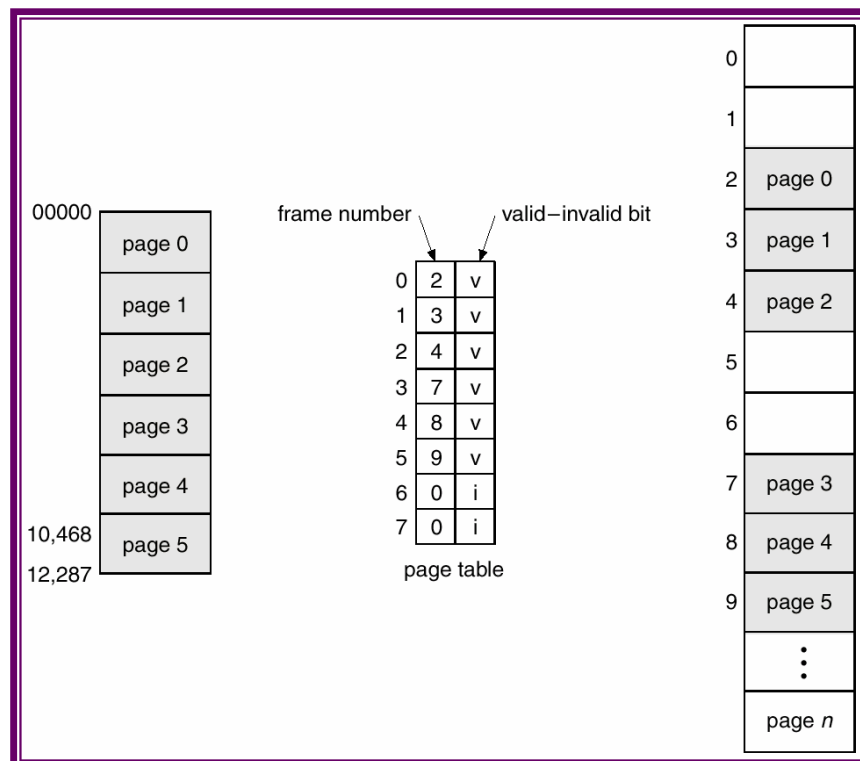 00000
page 0
page 1
page 2
page 3
page 4
10,468
page 5
12,287
frame number
valid–invalid bit
0 2 v
1 3 v
2 4 v
3 7 v
4 8 v
5 9 v
6 0 i
7 0 i
page table
0
1
2 page 0
3 page 1
4 page 2
5
6
7 page 3
8 page 4
9 page 5
⋮
page n